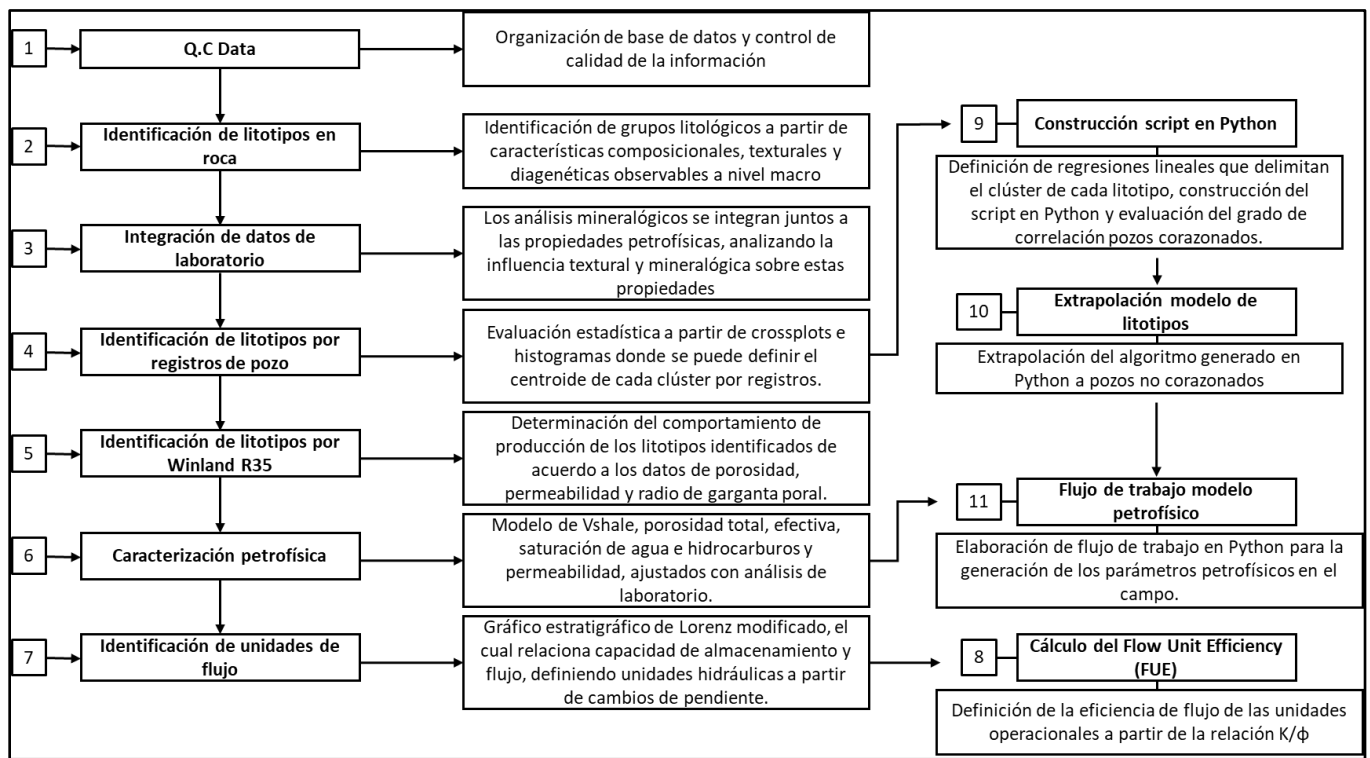 1
Q.C Data
Organización de base de datos y control de
calidad de la información
2
Identificación de litotipos en
roca
Identificación de grupos litológicos a partir de
características composicionales, texturales y
diagenéticas observables a nivel macro
3
Integración de datos de
laboratorio
Los análisis mineralógicos se integran juntos a
las propiedades petrofísicas, analizando la
influencia textural y mineralógica sobre estas
propiedades
4
Identificación de litotipos por
registros de pozo
Evaluación estadística a partir de crossplots e
histogramas donde se puede definir el
centroide de cada clúster por registros.
5
Identificación de litotipos por
Winland R35
Determinación del comportamiento de
producción de los litotipos identificados de
acuerdo a los datos de porosidad,
permeabilidad y radio de garganta poral.
6
Caracterización petrofísica
Modelo de Vshale, porosidad total, efectiva,
saturación de agua e hidrocarburos y
permeabilidad, ajustados con análisis de
laboratorio.
7
Identificación de unidades de
flujo
Gráfico estratigráfico de Lorenz modificado, el
cual relaciona capacidad de almacenamiento y
flujo, definiendo unidades hidráulicas a partir
de cambios de pendiente.
8
Cálculo del Flow Unit Efficiency
(FUE)
Definición de la eficiencia de flujo de las unidades
operacionales a partir de la relación K/ϕ
9
Construcción script en Python
Definición de regresiones lineales que delimitan
el clúster de cada litotipo, construcción del
script en Python y evaluación del grado de
correlación pozos corazonados.
10
Extrapolación modelo de
litotipos
Extrapolación del algoritmo generado en
Python a pozos no corazonados
11
Flujo de trabajo modelo
petrofísico
Elaboración de flujo de trabajo en Python para la
generación de los parámetros petrofísicos en el
campo.